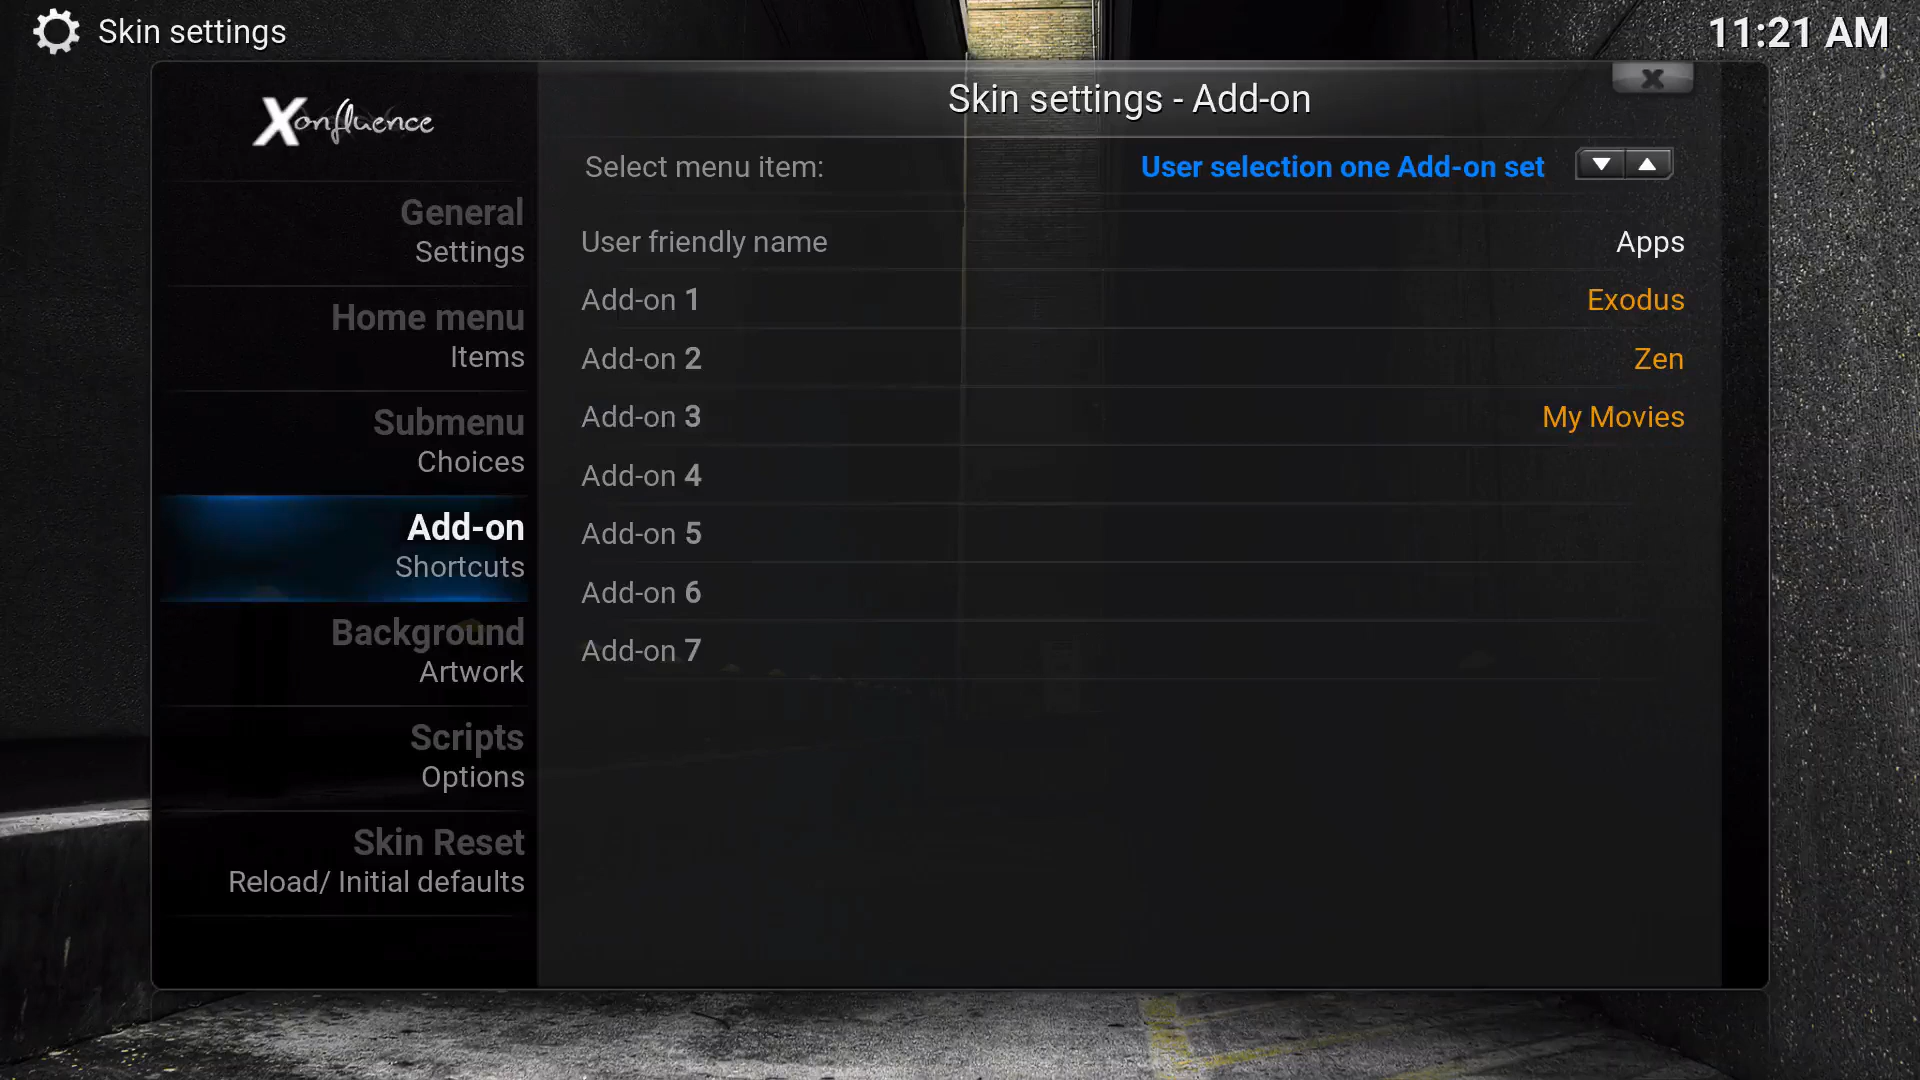 Skin settings
11:21 AM
Xonfluence
Skin settings - Add-on
X
Select menu item:
User selection one Add-on set
General
Settings
Home menu
Items
Submenu
Choices
Add-on
Shortcuts
Background
Artwork
Scripts
Options
Skin Reset
Reload/ Initial defaults
User friendly name
Apps
Add-on 1
Exodus
Add-on 2
Zen
Add-on 3
My Movies
Add-on 4
Add-on 5
Add-on 6
Add-on 7